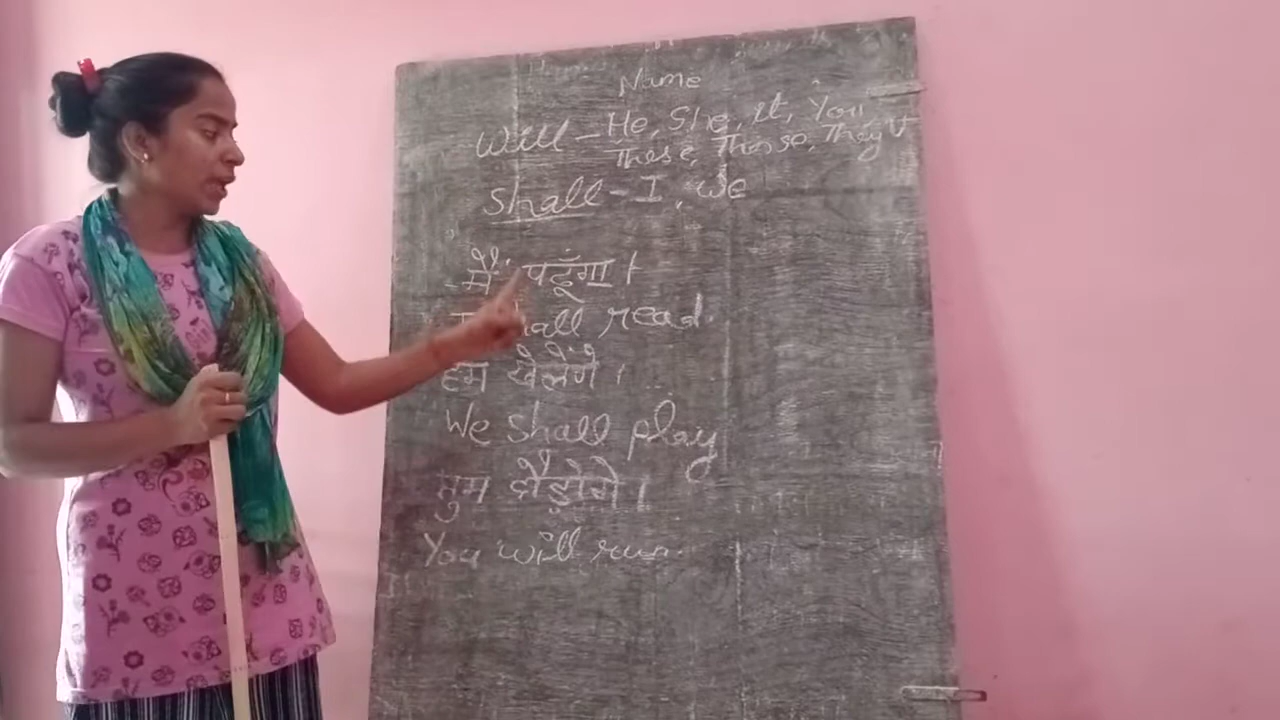 Name
Will - He, She, it, You
These, Those, They
Shall - I, we
मैं पढूँगा।
I shall read.
हम खेलेंगे।
We shall play
तुम दौड़ोगे।
You will run.